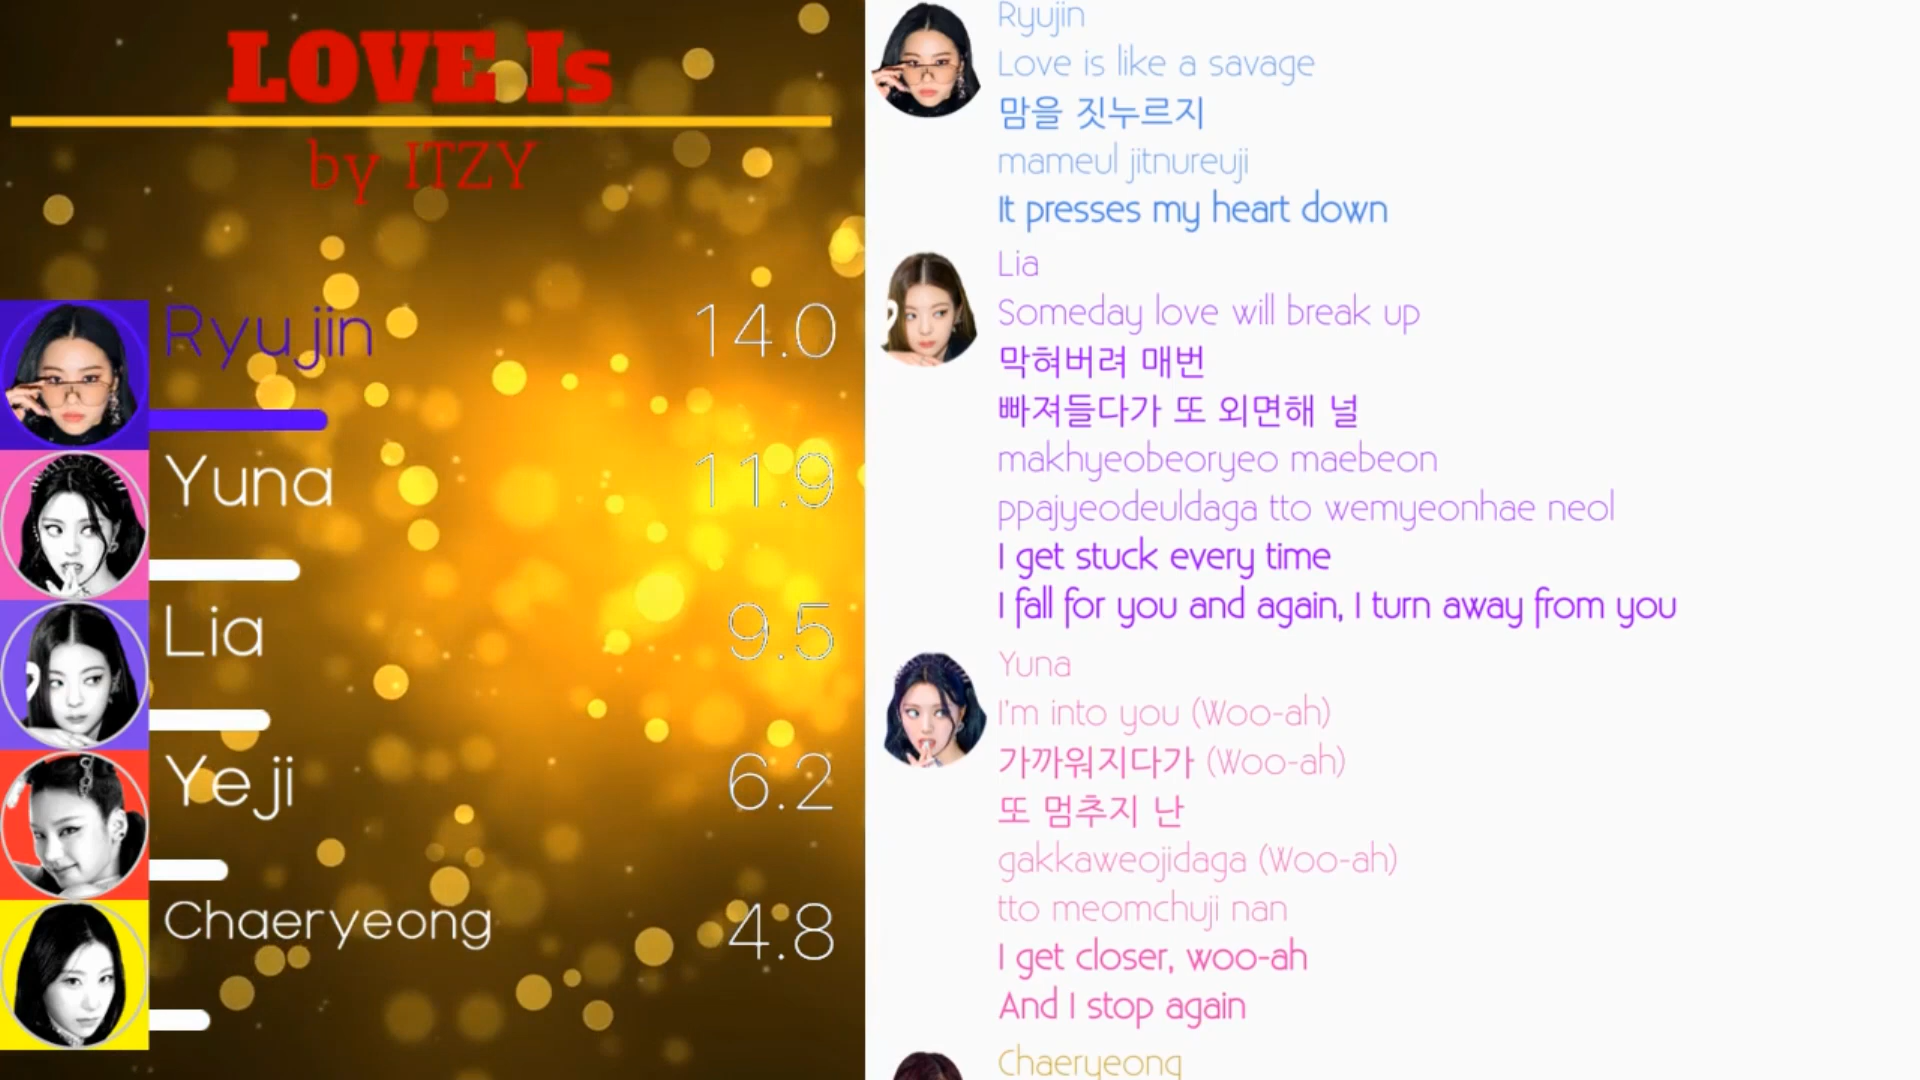 LOVE Is
by ITZY
Ryujin
14.0
Yuna
11.9
Lia
9.5
Yeji
6.2
Chaeryeong
4.8
Ryujin
Love is like a savage
맘을 짓누르지
mameul jitnureuji
It presses my heart down
Lia
Someday love will break up
막혀버려 매번
빠져들다가 또 외면해 널
makhyeobeoryeo maebeon
ppajyeodeuldaga tto wemyeonhae neol
I get stuck every time
I fall for you and again, I turn away from you
Yuna
I'm into you (Woo-ah)
가까워지다가 (Woo-ah)
또 멈추지 난
gakkaweojidaga (Woo-ah)
tto meomchuji nan
I get closer, woo-ah
And I stop again
Chaeryeong